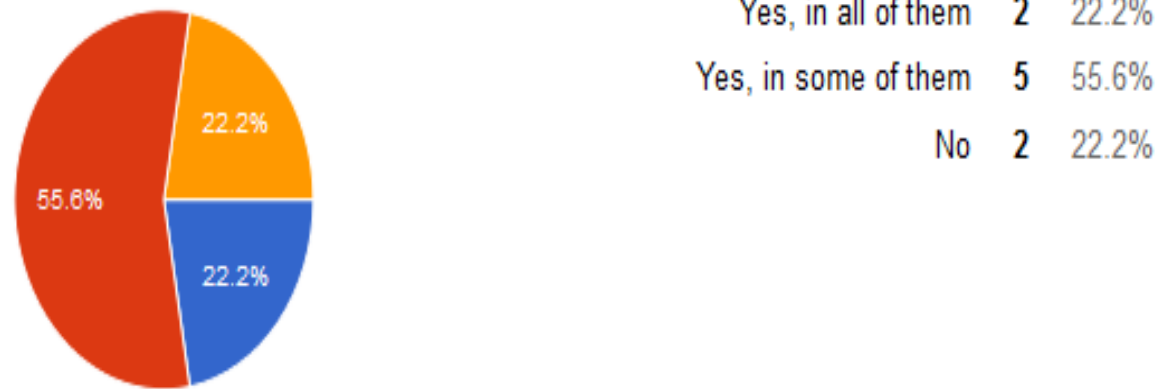 Yes, in all of them 2 22.2%
Yes, in some of them 5 55.6%
No 2 22.2%
22.2%
55.6%
22.2%